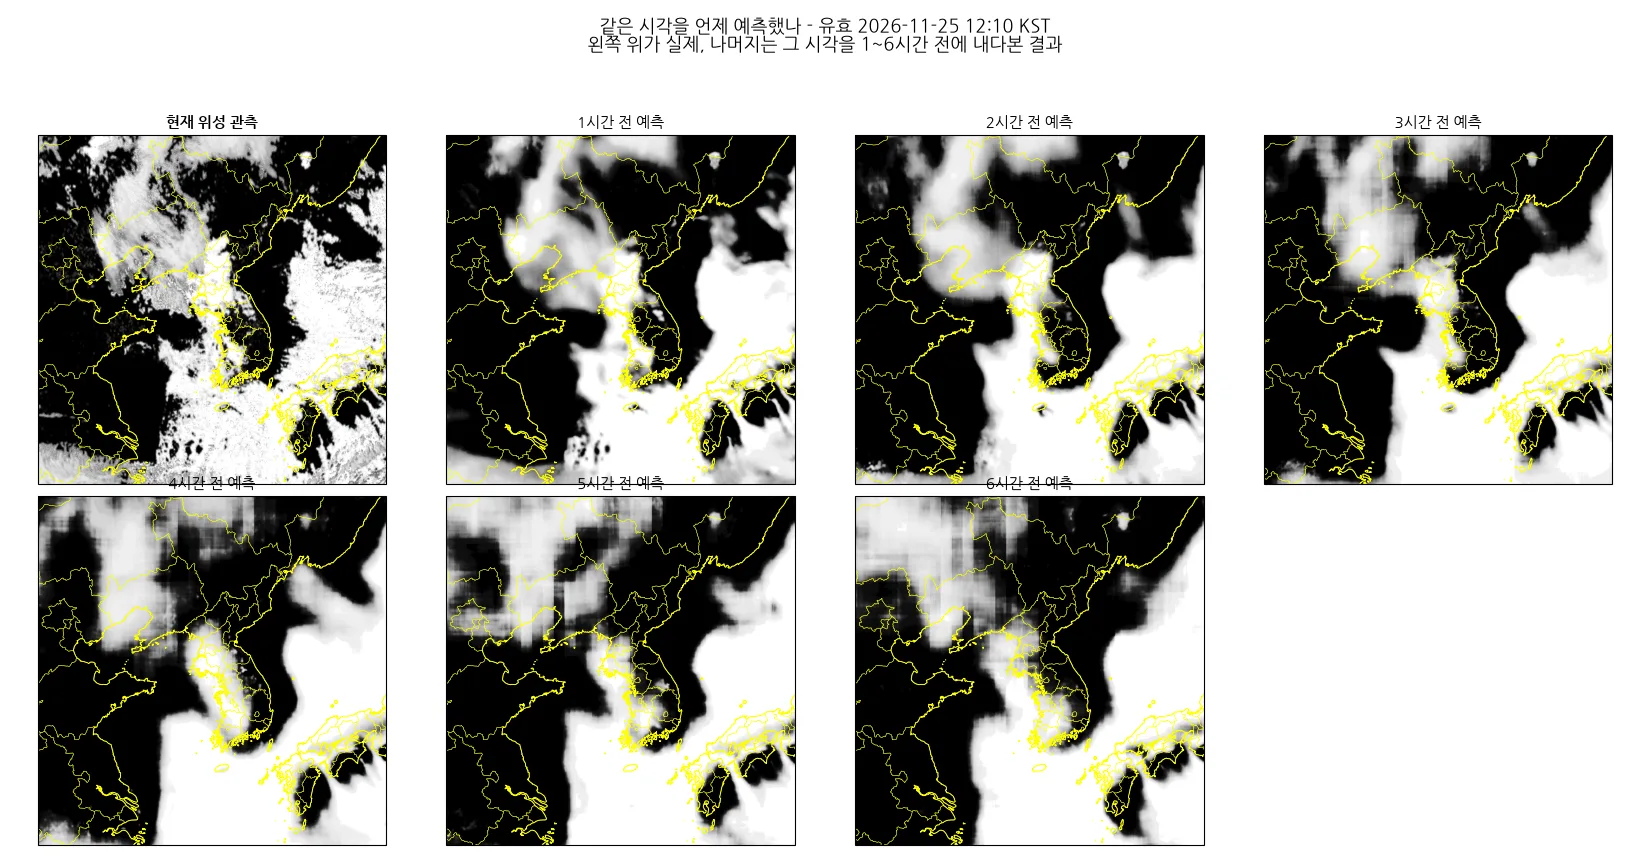 같은 시각을 언제 예측했나 - 유효 2026-11-25 12:10 KST
왼쪽 위가 실제, 나머지는 그 시각을 1~6시간 전에 내다본 결과
현재 위성 관측
1시간 전 예측
2시간 전 예측
3시간 전 예측
4시간 전 예측
5시간 전 예측
6시간 전 예측